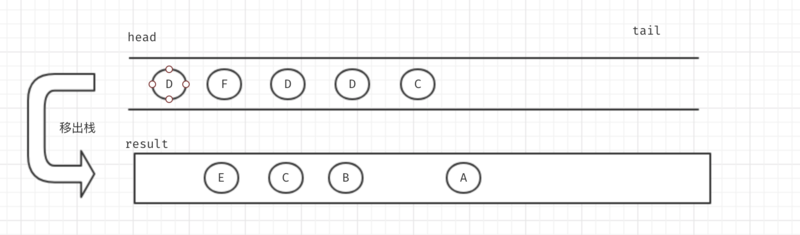 head
tail
D F D D C
移出栈
result
E C B A